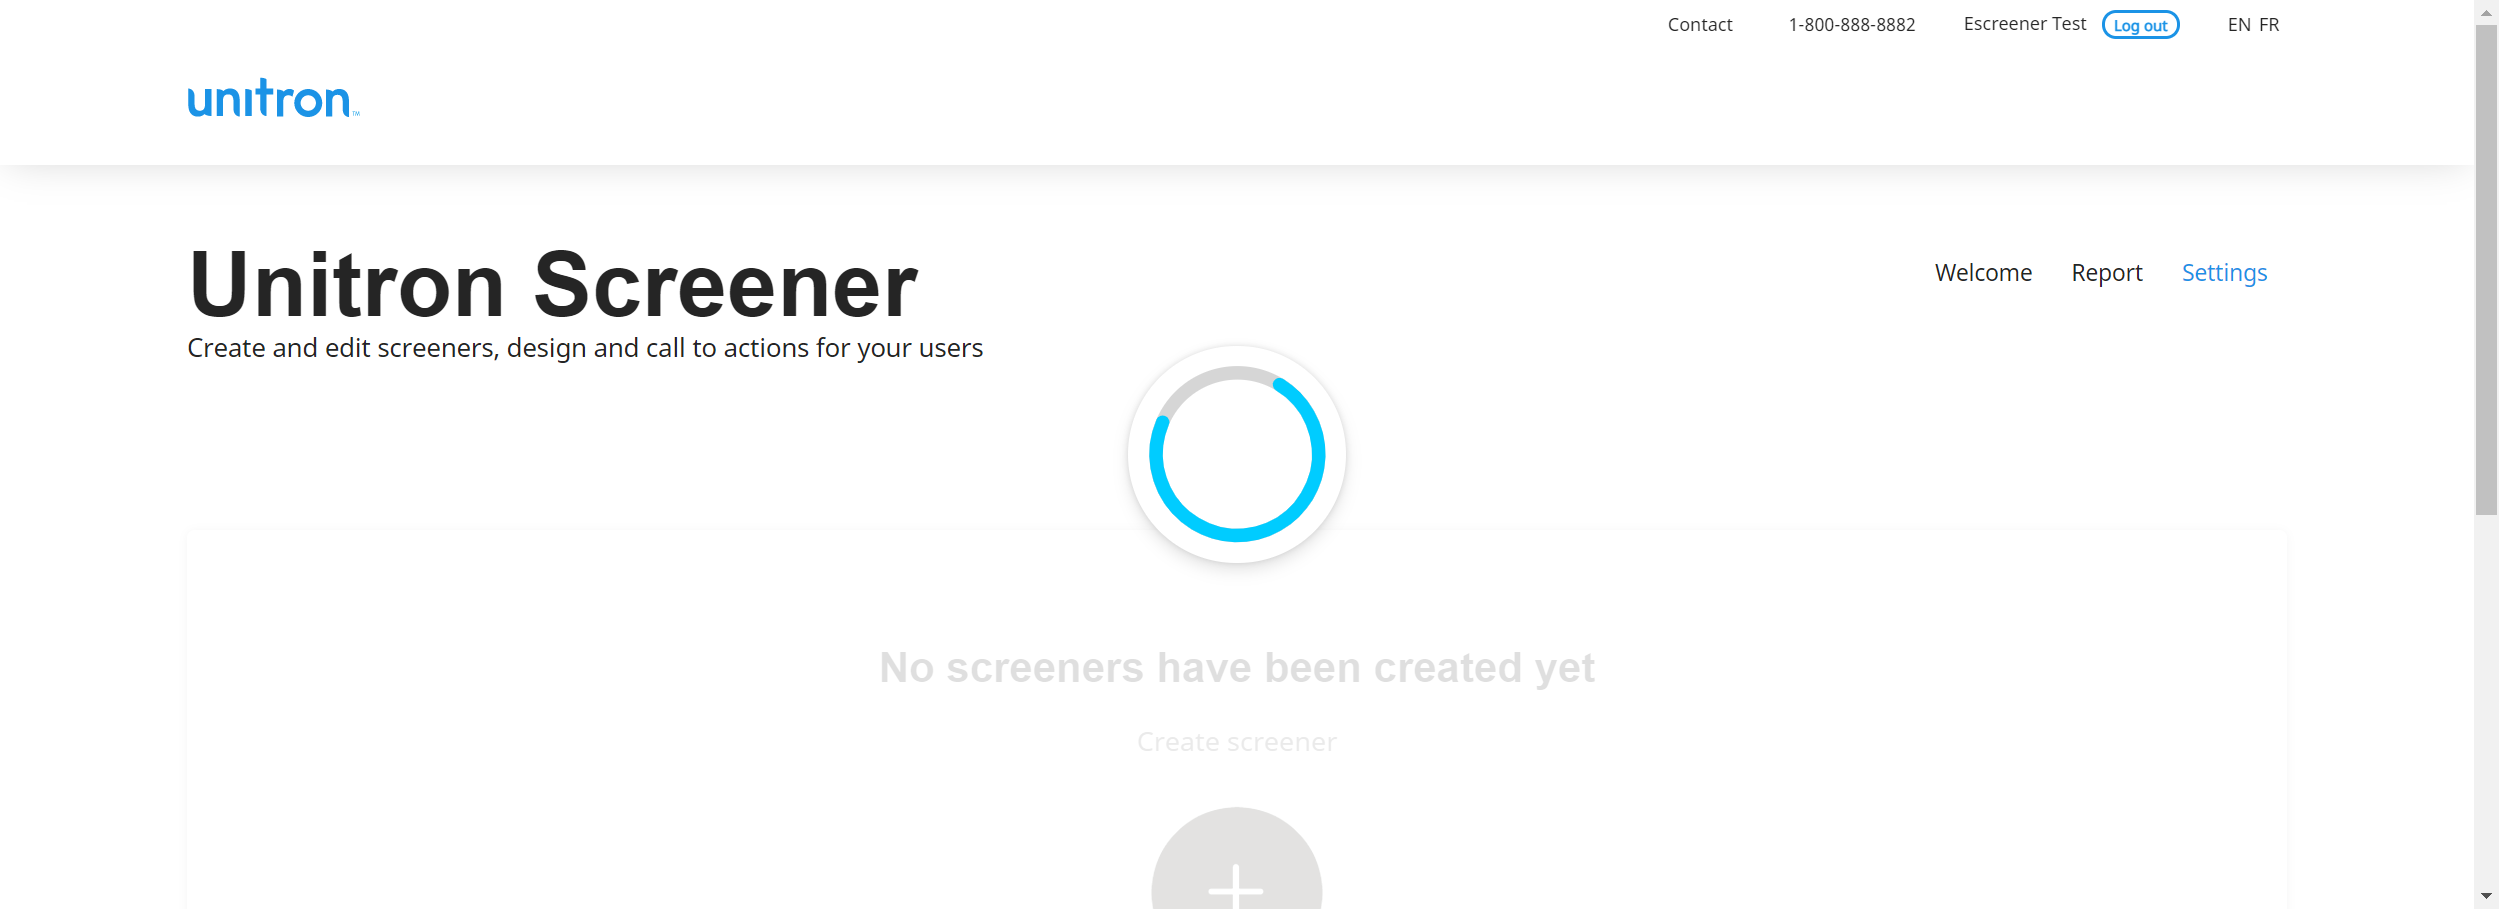 Contact 1-800-888-8882 Escreener Test Log out EN FR
unitron™
Unitron Screener
Welcome Report Settings
Create and edit screeners, design and call to actions for your users
No screeners have been created yet
Create screener